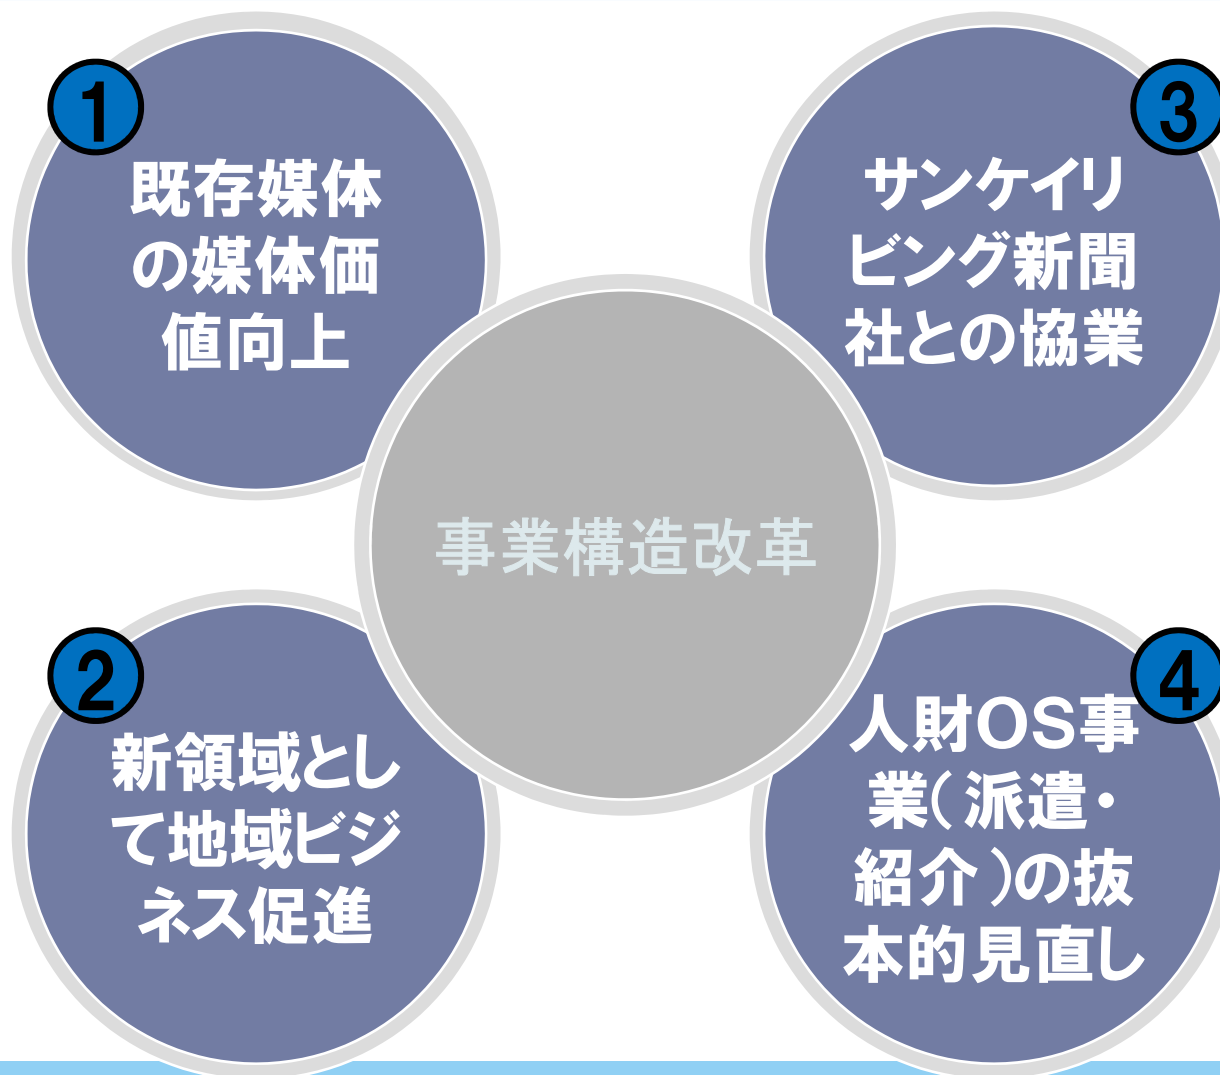 1
既存媒体
の媒体価
値向上
2
新領域とし
て地域ビジ
ネス促進
3
サンケイリ
ビング新聞
社との協業
4
人財OS事
業(派遣・
紹介)の抜
本的見直し
事業構造改革